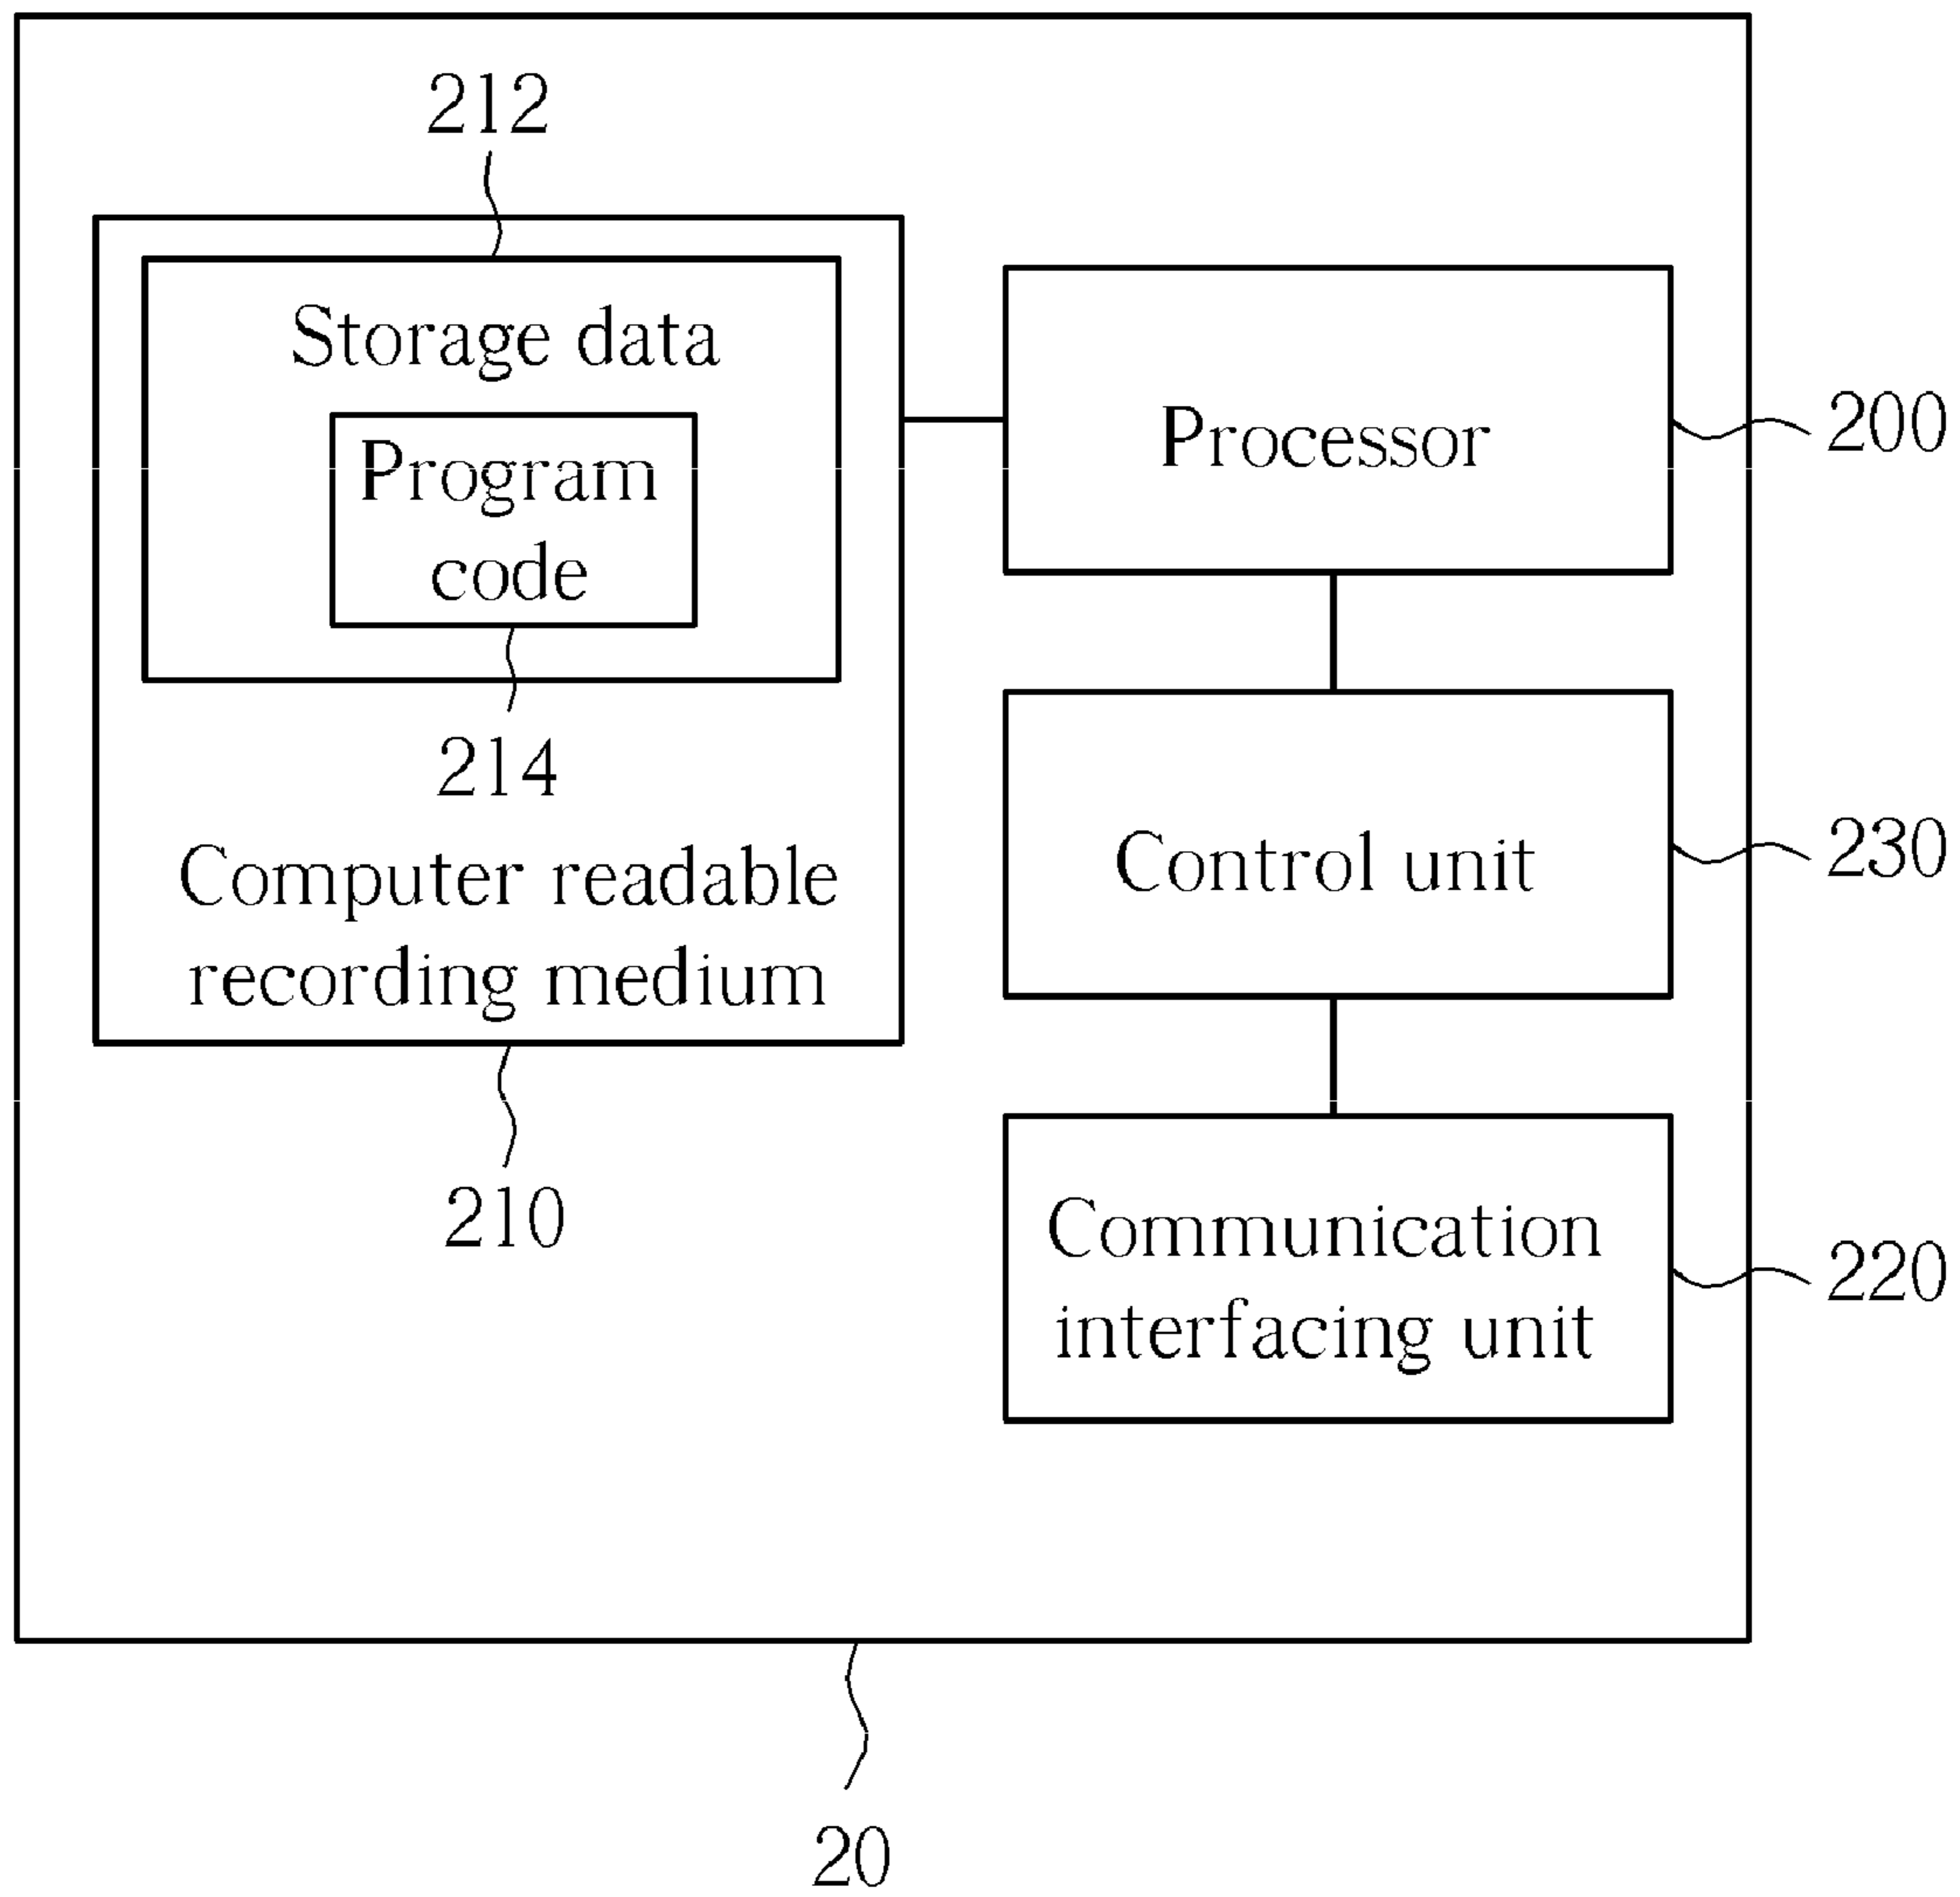 212
Storage data
Program
code
214
Computer readable
recording medium
210
Processor
200
Control unit
230
Communication
interfacing unit
220
20